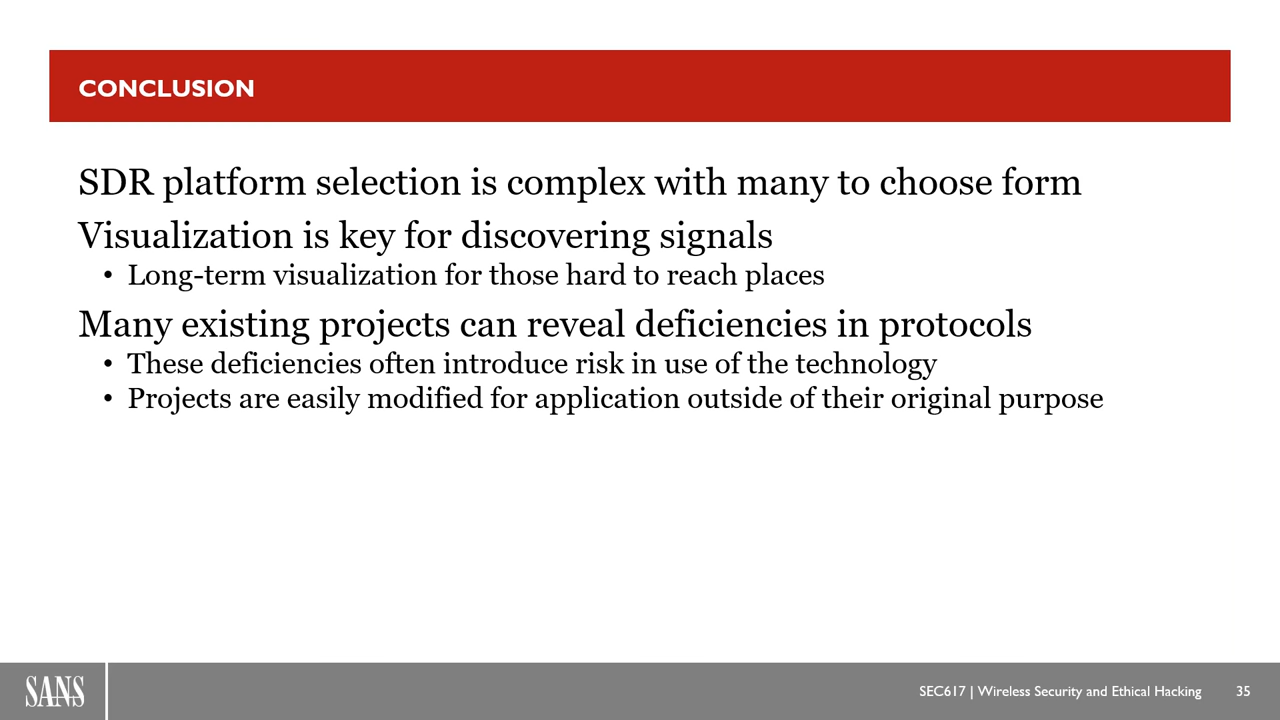 CONCLUSION
SDR platform selection is complex with many to choose form
Visualization is key for discovering signals
• Long-term visualization for those hard to reach places
Many existing projects can reveal deficiencies in protocols
• These deficiencies often introduce risk in use of the technology
• Projects are easily modified for application outside of their original purpose
SANS
SEC617 | Wireless Security and Ethical Hacking
35